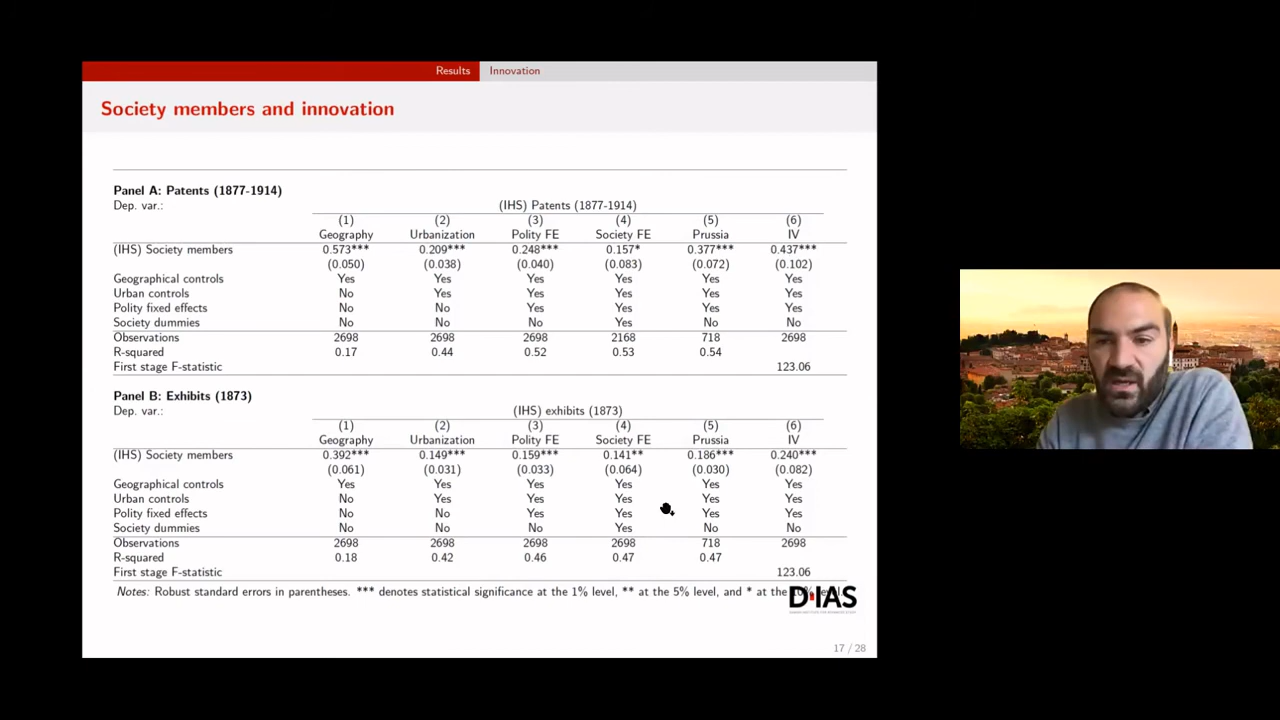 Results Innovation
Society members and innovation
Panel A: Patents (1877-1914)
Dep. var.: (IHS) Patents (1877-1914)
(1) (2) (3) (4) (5) (6)
Geography Urbanization Polity FE Society FE Prussia IV
(IHS) Society members 0.573*** 0.209*** 0.248*** 0.157* 0.377*** 0.437***
(0.050) (0.038) (0.040) (0.083) (0.072) (0.102)
Geographical controls Yes Yes Yes Yes Yes Yes
Urban controls No Yes Yes Yes Yes Yes
Polity fixed effects No No Yes Yes Yes Yes
Society dummies No No No Yes No No
Observations 2698 2698 2698 2168 718 2698
R-squared 0.17 0.44 0.52 0.53 0.54
First stage F-statistic 123.06
Panel B: Exhibits (1873)
Dep. var.: (IHS) exhibits (1873)
(1) (2) (3) (4) (5) (6)
Geography Urbanization Polity FE Society FE Prussia IV
(IHS) Society members 0.392*** 0.149*** 0.159*** 0.141** 0.186*** 0.240***
(0.061) (0.031) (0.033) (0.064) (0.030) (0.082)
Geographical controls Yes Yes Yes Yes Yes Yes
Urban controls No Yes Yes Yes Yes Yes
Polity fixed effects No No Yes Yes Yes Yes
Society dummies No No No Yes No No
Observations 2698 2698 2698 2698 718 2698
R-squared 0.18 0.42 0.46 0.47 0.47
First stage F-statistic 123.06
Notes: Robust standard errors in parentheses. *** denotes statistical significance at the 1% level, ** at the 5% level, and * at the
D·IAS
17 / 28